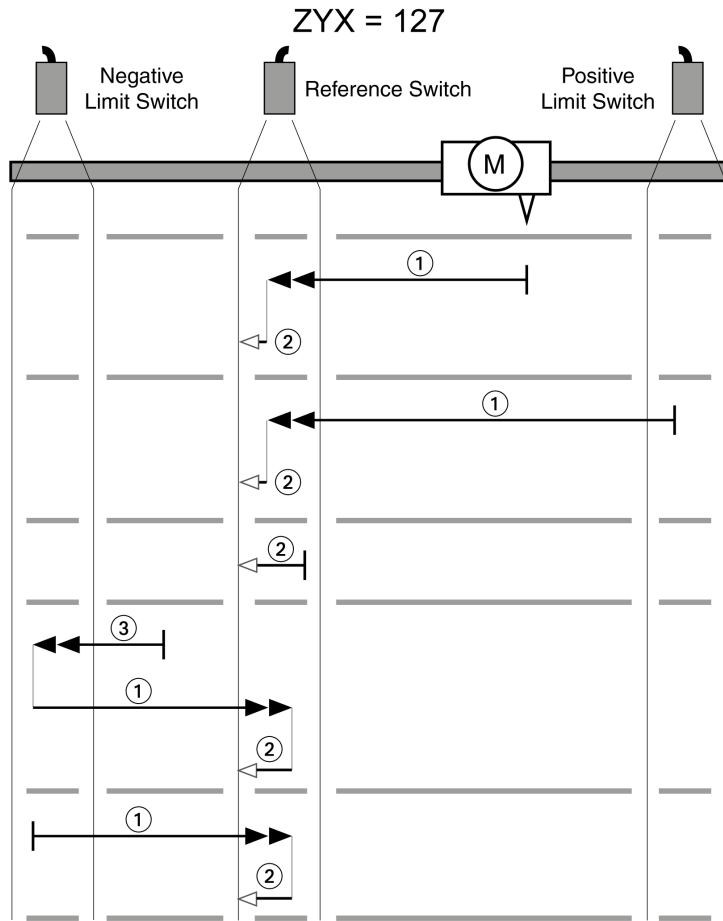 ZYX = 127
Negative
Limit Switch
Reference Switch
Positive
Limit Switch
M
1
2
1
2
2
3
1
2
1
2